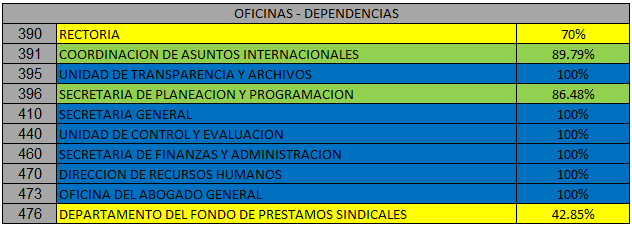 OFICINAS - DEPENDENCIAS
390 RECTORIA 70%
391 COORDINACION DE ASUNTOS INTERNACIONALES 89.79%
395 UNIDAD DE TRANSPARENCIA Y ARCHIVOS 100%
396 SECRETARIA DE PLANEACION Y PROGRAMACION 86.48%
410 SECRETARIA GENERAL 100%
440 UNIDAD DE CONTROL Y EVALUACION 100%
460 SECRETARIA DE FINANZAS Y ADMINISTRACION 100%
470 DIRECCION DE RECURSOS HUMANOS 100%
473 OFICINA DEL ABOGADO GENERAL 100%
476 DEPARTAMENTO DEL FONDO DE PRESTAMOS SINDICALES 42.85%